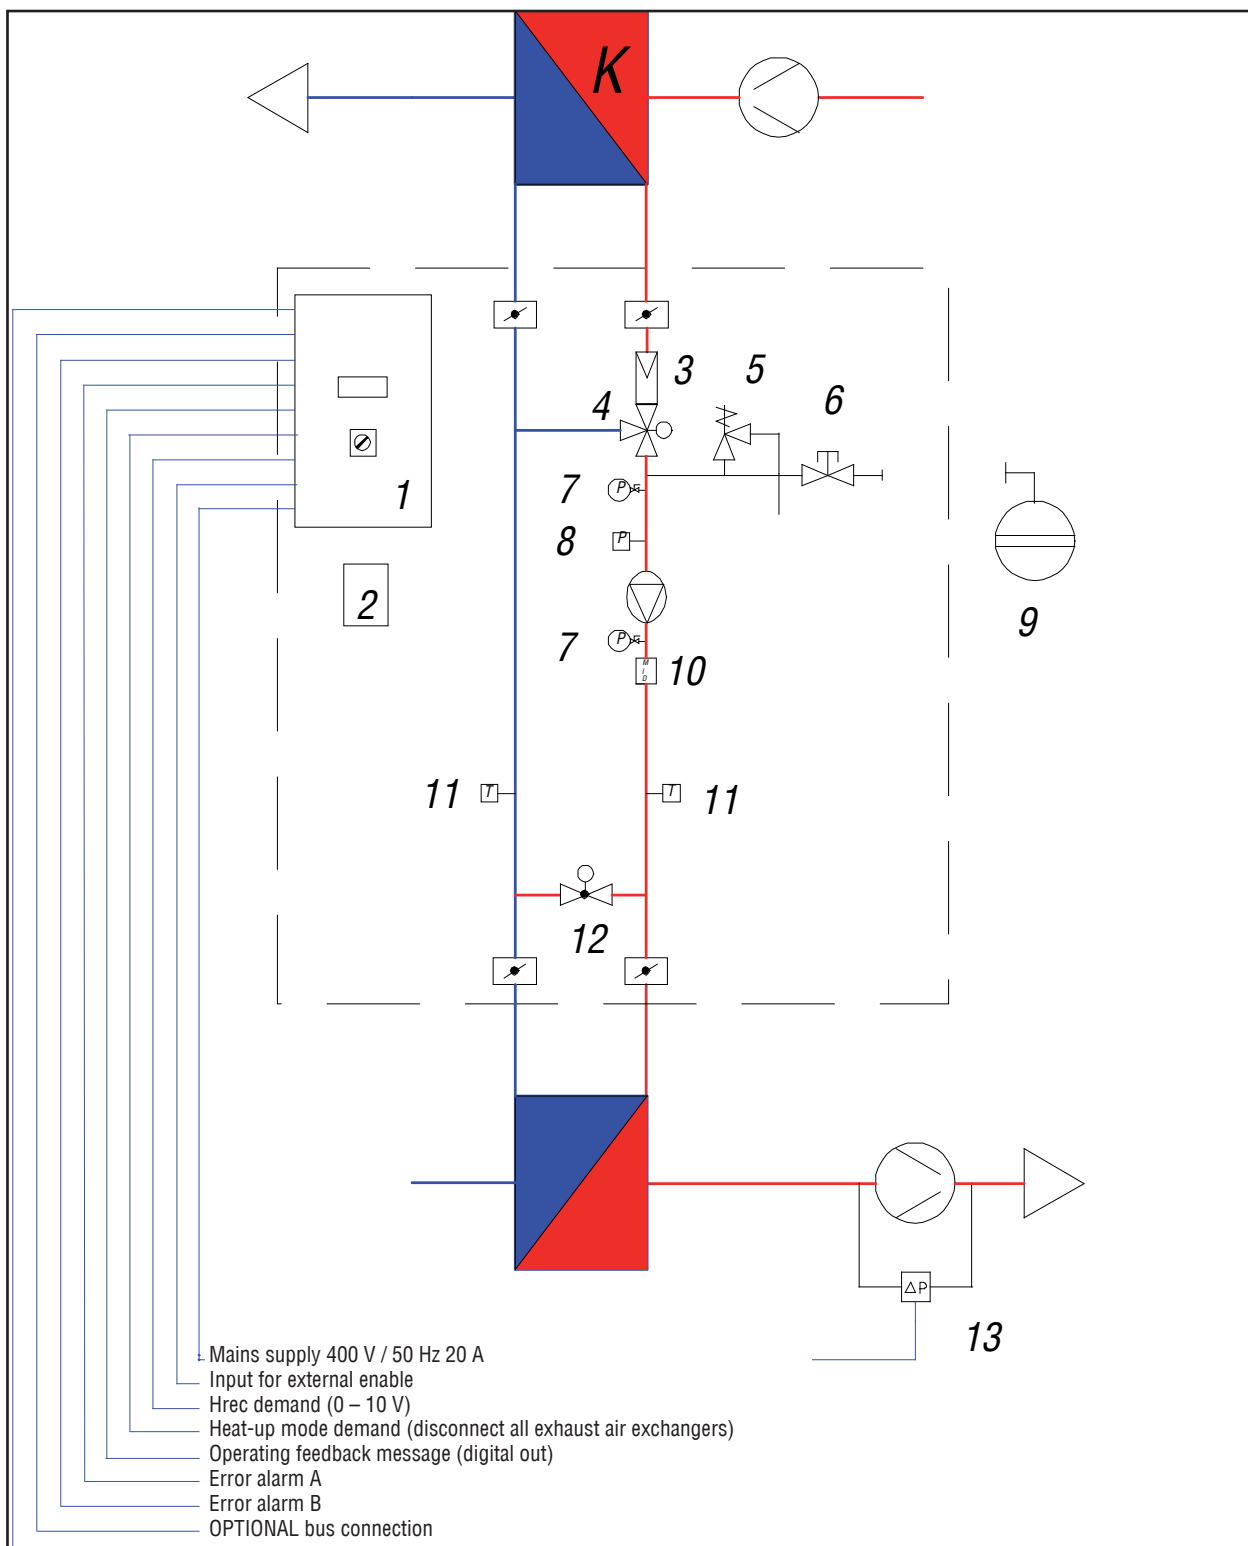 K
3
5
4
6
1
7
P
8
P
2
9
7
P
M
I
D
10
11
T
T
11
12
ΔP
13
Mains supply 400 V / 50 Hz 20 A
Input for external enable
Hrec demand (0 – 10 V)
Heat-up mode demand (disconnect all exhaust air exchangers)
Operating feedback message (digital out)
Error alarm A
Error alarm B
OPTIONAL bus connection